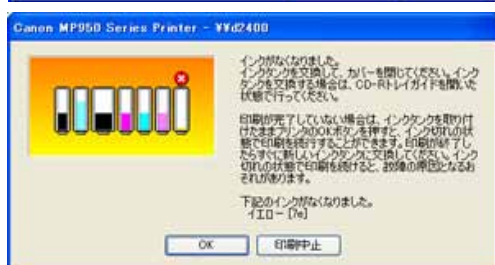 Canon MP950 Series Printer - ¥¥d2400
インクがなくなりました。
インクタンクを交換して、カバーを閉じてください。インク
タンクを交換する場合は、CD-Rトレイガイドを開いた
状態で行ってください。
印刷が完了していない場合は、インクタンクを取り付
けたままプリンタのOKボタンを押すと、インク切れの状
態で印刷を続行することができます。印刷が終了し
たらすぐに新しいインクタンクに交換してください。インク
切れの状態で印刷を続けると、故障の原因となるお
それがあります。
下記のインクがなくなりました。
イエロー [7e]
OK
印刷中止